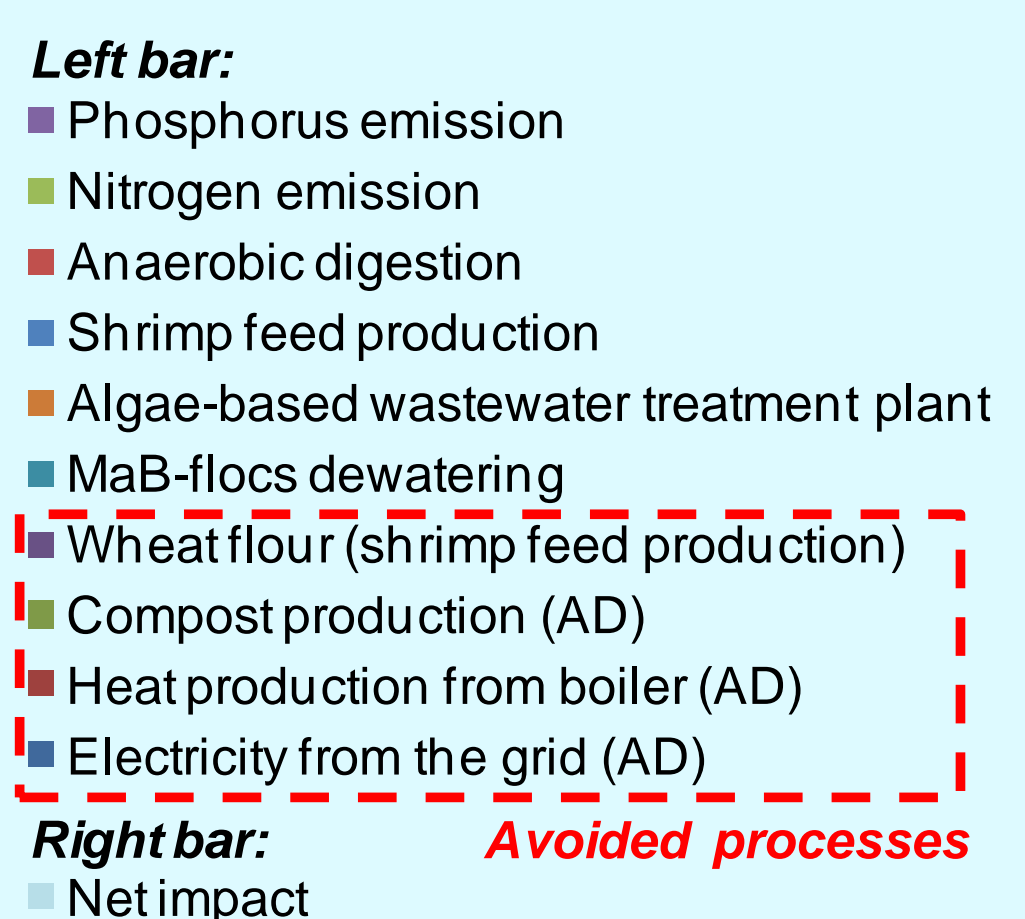 Left bar:
Phosphorus emission
Nitrogen emission
Anaerobic digestion
Shrimp feed production
Algae-based wastewater treatment plant
MaB-flocs dewatering
Wheat flour (shrimp feed production)
Compost production (AD)
Heat production from boiler (AD)
Electricity from the grid (AD)
Right bar: Avoided processes
Net impact